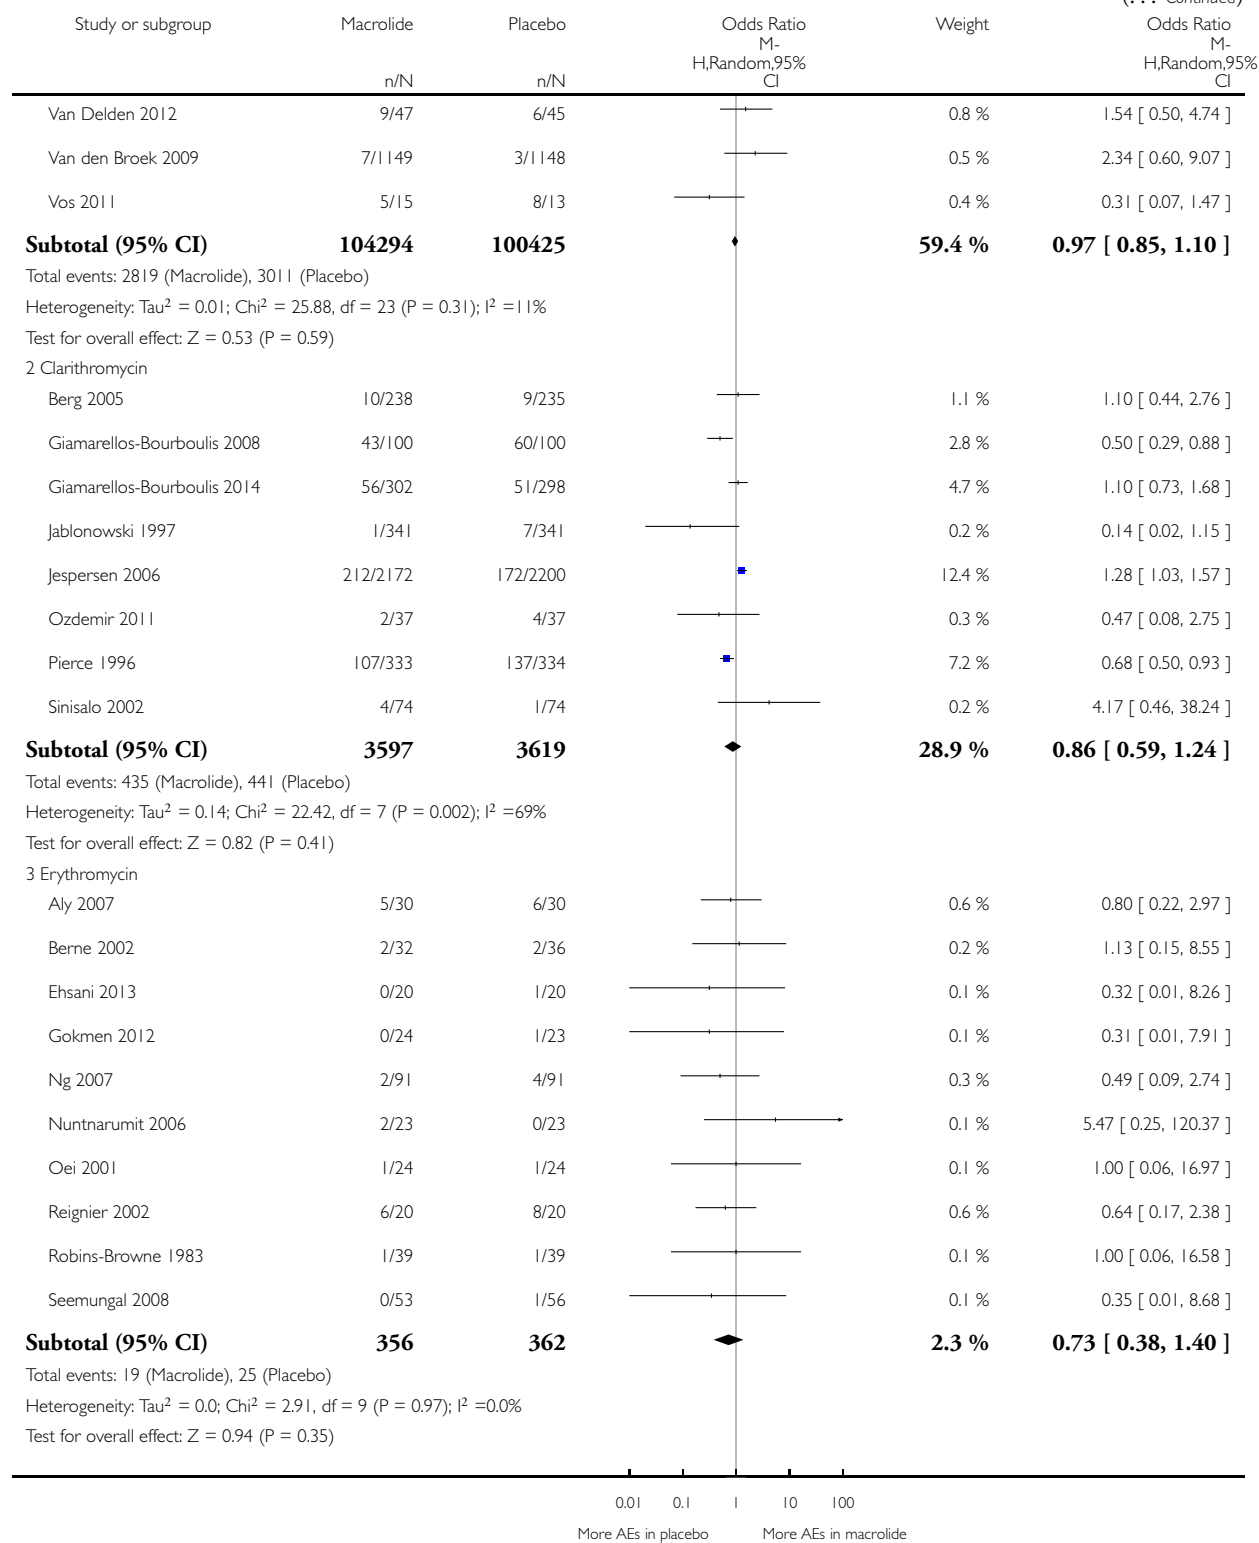 (. . . Continued)
Study or subgroup Macrolide Placebo Odds Ratio Weight Odds Ratio
M- M-
H,Random,95% H,Random,95%
n/N n/N CI CI
Van Delden 2012 9/47 6/45 0.8 % 1.54 [ 0.50, 4.74 ]
Van den Broek 2009 7/1149 3/1148 0.5 % 2.34 [ 0.60, 9.07 ]
Vos 2011 5/15 8/13 0.4 % 0.31 [ 0.07, 1.47 ]
Subtotal (95% CI) 104294 100425 59.4 % 0.97 [ 0.85, 1.10 ]
Total events: 2819 (Macrolide), 3011 (Placebo)
Heterogeneity: Tau² = 0.01; Chi² = 25.88, df = 23 (P = 0.31); I² =11%
Test for overall effect: Z = 0.53 (P = 0.59)
2 Clarithromycin
Berg 2005 10/238 9/235 1.1 % 1.10 [ 0.44, 2.76 ]
Giamarellos-Bourboulis 2008 43/100 60/100 2.8 % 0.50 [ 0.29, 0.88 ]
Giamarellos-Bourboulis 2014 56/302 51/298 4.7 % 1.10 [ 0.73, 1.68 ]
Jablonowski 1997 1/341 7/341 0.2 % 0.14 [ 0.02, 1.15 ]
Jespersen 2006 212/2172 172/2200 12.4 % 1.28 [ 1.03, 1.57 ]
Ozdemir 2011 2/37 4/37 0.3 % 0.47 [ 0.08, 2.75 ]
Pierce 1996 107/333 137/334 7.2 % 0.68 [ 0.50, 0.93 ]
Sinisalo 2002 4/74 1/74 0.2 % 4.17 [ 0.46, 38.24 ]
Subtotal (95% CI) 3597 3619 28.9 % 0.86 [ 0.59, 1.24 ]
Total events: 435 (Macrolide), 441 (Placebo)
Heterogeneity: Tau² = 0.14; Chi² = 22.42, df = 7 (P = 0.002); I² =69%
Test for overall effect: Z = 0.82 (P = 0.41)
3 Erythromycin
Aly 2007 5/30 6/30 0.6 % 0.80 [ 0.22, 2.97 ]
Berne 2002 2/32 2/36 0.2 % 1.13 [ 0.15, 8.55 ]
Ehsani 2013 0/20 1/20 0.1 % 0.32 [ 0.01, 8.26 ]
Gokmen 2012 0/24 1/23 0.1 % 0.31 [ 0.01, 7.91 ]
Ng 2007 2/91 4/91 0.3 % 0.49 [ 0.09, 2.74 ]
Nuntnarumit 2006 2/23 0/23 0.1 % 5.47 [ 0.25, 120.37 ]
Oei 2001 1/24 1/24 0.1 % 1.00 [ 0.06, 16.97 ]
Reignier 2002 6/20 8/20 0.6 % 0.64 [ 0.17, 2.38 ]
Robins-Browne 1983 1/39 1/39 0.1 % 1.00 [ 0.06, 16.58 ]
Seemungal 2008 0/53 1/56 0.1 % 0.35 [ 0.01, 8.68 ]
Subtotal (95% CI) 356 362 2.3 % 0.73 [ 0.38, 1.40 ]
Total events: 19 (Macrolide), 25 (Placebo)
Heterogeneity: Tau² = 0.0; Chi² = 2.91, df = 9 (P = 0.97); I² =0.0%
Test for overall effect: Z = 0.94 (P = 0.35)
0.01 0.1 1 10 100
More AEs in placebo More AEs in macrolide